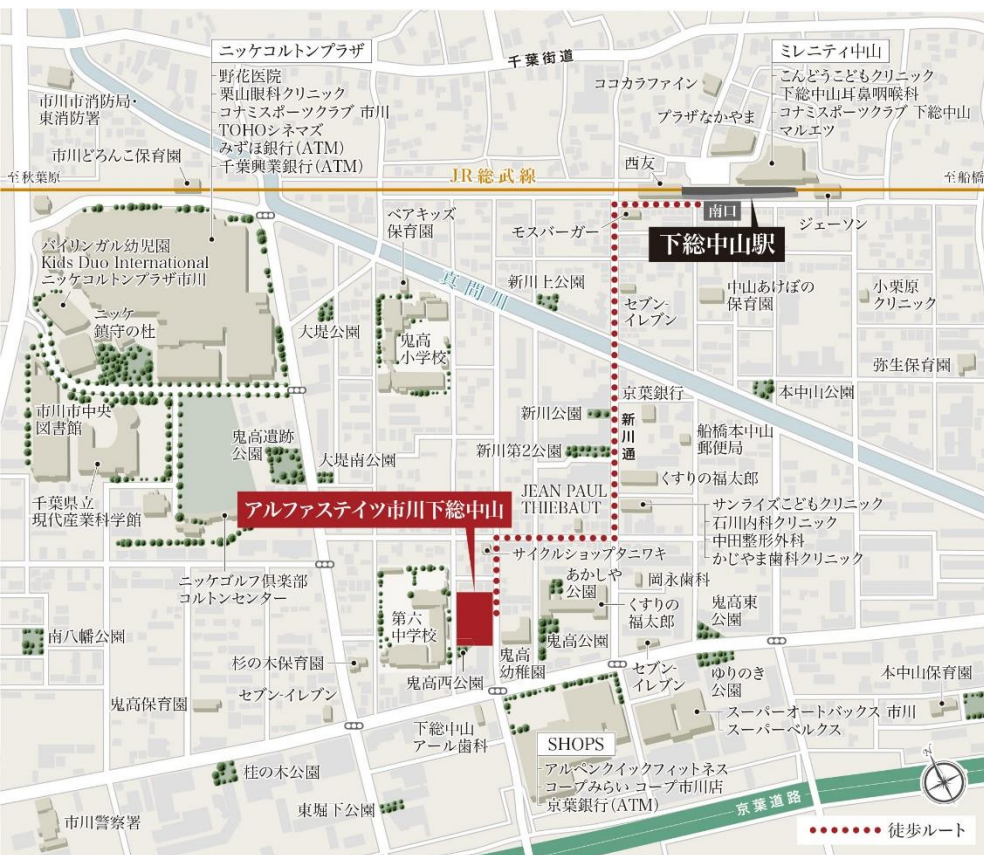 ニッケコルトンプラザ
野花医院
栗山眼科クリニック
コナミスポーツクラブ 市川
TOHOシネマズ
みずほ銀行(ATM)
千葉興業銀行(ATM)
千葉街道
ミレニティ中山
こんどうこどもクリニック
下総中山耳鼻咽喉科
コナミスポーツクラブ 下総中山
マルエツ
ココカラファイン
プラザなかやま
市川市消防局・
東消防署
市川どろんこ保育園
西友
至秋葉原
JR総武線
至船橋
南口
モスバーガー
ジェーソン
下総中山駅
ベアキッズ
保育園
バイリンガル幼児園
Kids Duo International
ニッケコルトンプラザ市川
真間川
新川上公園
セブン-
イレブン
中山あけぼの
保育園
小栗原
クリニック
ニッケ
鎮守の杜
大堤公園
鬼高
小学校
弥生保育園
京葉銀行
本中山公園
市川市中央
図書館
新川公園
新川通
船橋本中山
郵便局
鬼高遺跡
公園
大堤南公園
新川第2公園
くすりの福太郎
千葉県立
現代産業科学館
アルファステイツ市川下総中山
JEAN PAUL
THIEBAUT
サンライズこどもクリニック
石川内科クリニック
中田整形外科
かじやま歯科クリニック
サイクルショップタニワキ
ニッケゴルフ倶楽部
コルトンセンター
あかしや
公園
岡永歯科
くすりの
福太郎
鬼高東
公園
第六
中学校
南八幡公園
鬼高公園
鬼高
幼稚園
杉の木保育園
鬼高西公園
セブン-
イレブン
ゆりのき
公園
本中山保育園
鬼高保育園
セブン-イレブン
スーパーオートバックス 市川
スーパーベルクス
下総中山
アール歯科
SHOPS
アルペンクイックフィットネス
コープみらい コープ市川店
京葉銀行(ATM)
桂の木公園
東堀下公園
市川警察署
京葉道路
N
徒歩ルート